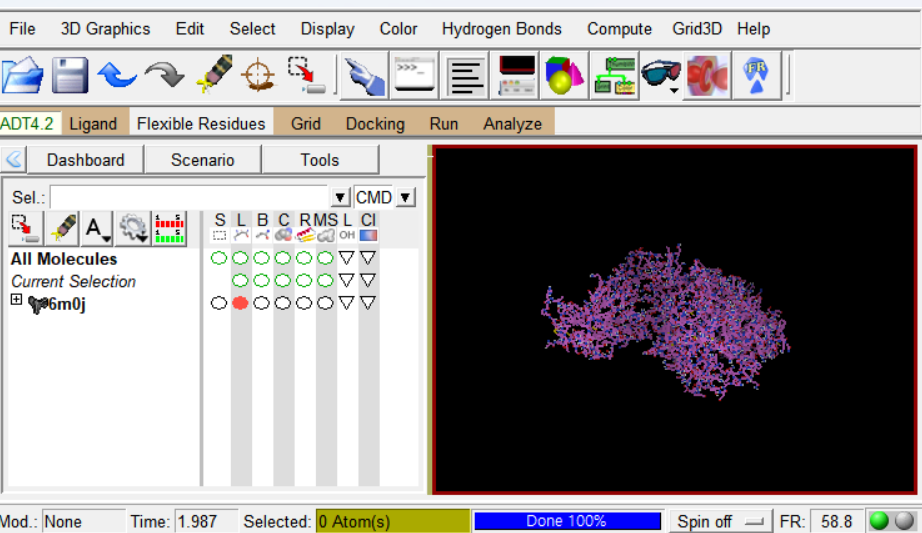 File 3D Graphics Edit Select Display Color Hydrogen Bonds Compute Grid3D Help
>>> FR
ADT4.2 Ligand Flexible Residues Grid Docking Run Analyze
Dashboard Scenario Tools
Sel.: CMD
A S L B C R MS L Cl
OH
All Molecules
Current Selection
6m0j
Mod.: None Time: 1.987 Selected: 0 Atom(s) Done 100% Spin off FR: 58.8